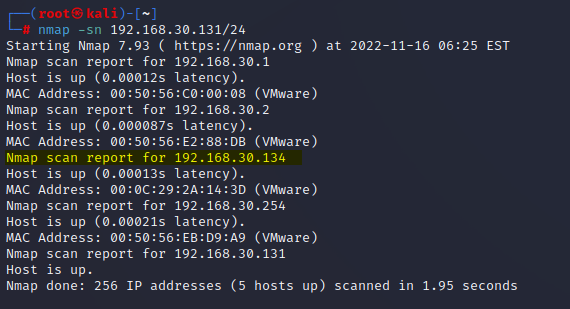 ┌──(root㉿kali)-[~]
└─# nmap -sn 192.168.30.131/24
Starting Nmap 7.93 ( https://nmap.org ) at 2022-11-16 06:25 EST
Nmap scan report for 192.168.30.1
Host is up (0.00012s latency).
MAC Address: 00:50:56:C0:00:08 (VMware)
Nmap scan report for 192.168.30.2
Host is up (0.000087s latency).
MAC Address: 00:50:56:E2:88:DB (VMware)
Nmap scan report for 192.168.30.134
Host is up (0.00013s latency).
MAC Address: 00:0C:29:2A:14:3D (VMware)
Nmap scan report for 192.168.30.254
Host is up (0.00021s latency).
MAC Address: 00:50:56:EB:D9:A9 (VMware)
Nmap scan report for 192.168.30.131
Host is up.
Nmap done: 256 IP addresses (5 hosts up) scanned in 1.95 seconds